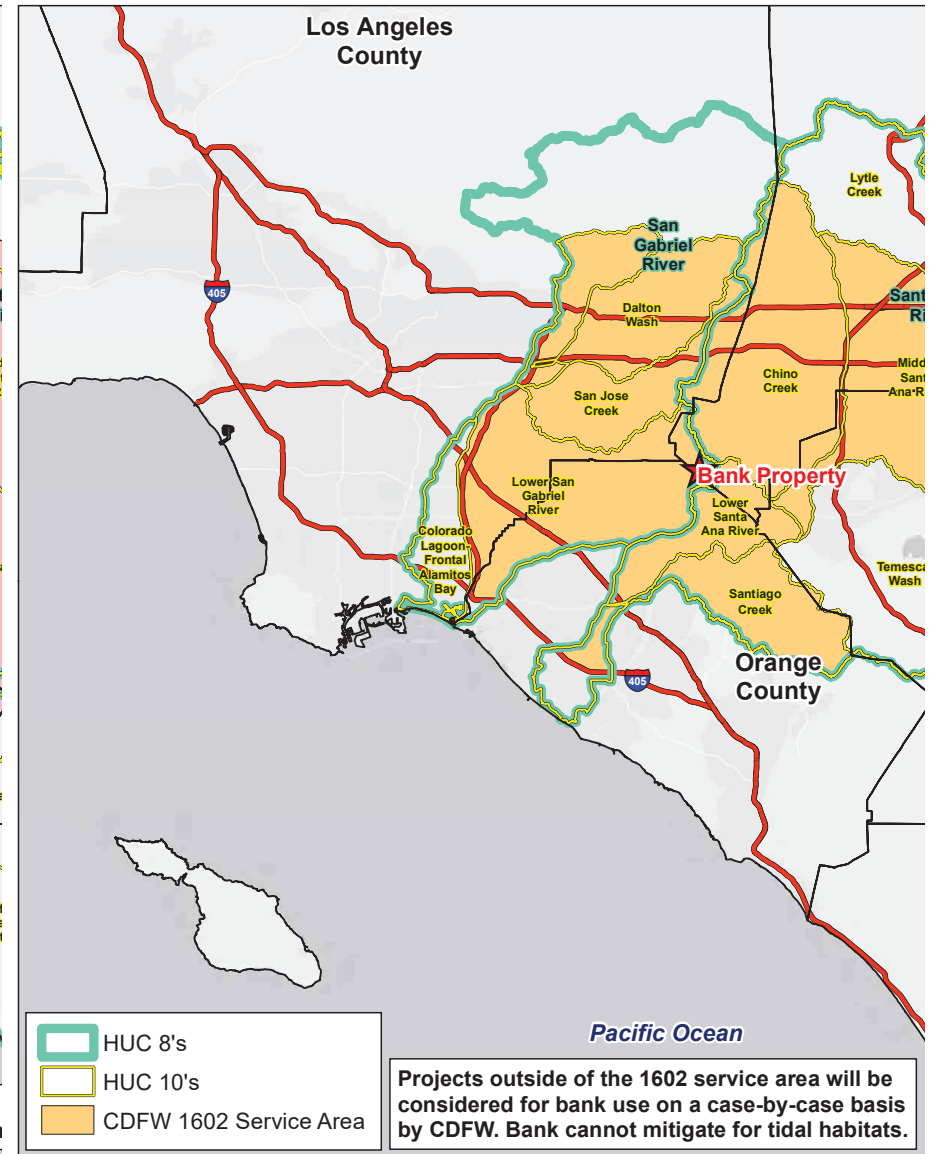 Los Angeles
County
Lytle
Creek
San
Gabriel
River
405
Dalton
Wash
Chino
Creek
San Jose
Creek
Bank Property
Lower San
Gabriel
River
Lower
Santa
Ana River
Colorado
Lagoon-
Frontal
Alamitos
Bay
Wash
Santiago
Creek
Orange
County
405
Pacific Ocean
HUC 8's
HUC 10's
CDFW 1602 Service Area
Projects outside of the 1602 service area will be
considered for bank use on a case-by-case basis
by CDFW. Bank cannot mitigate for tidal habitats.